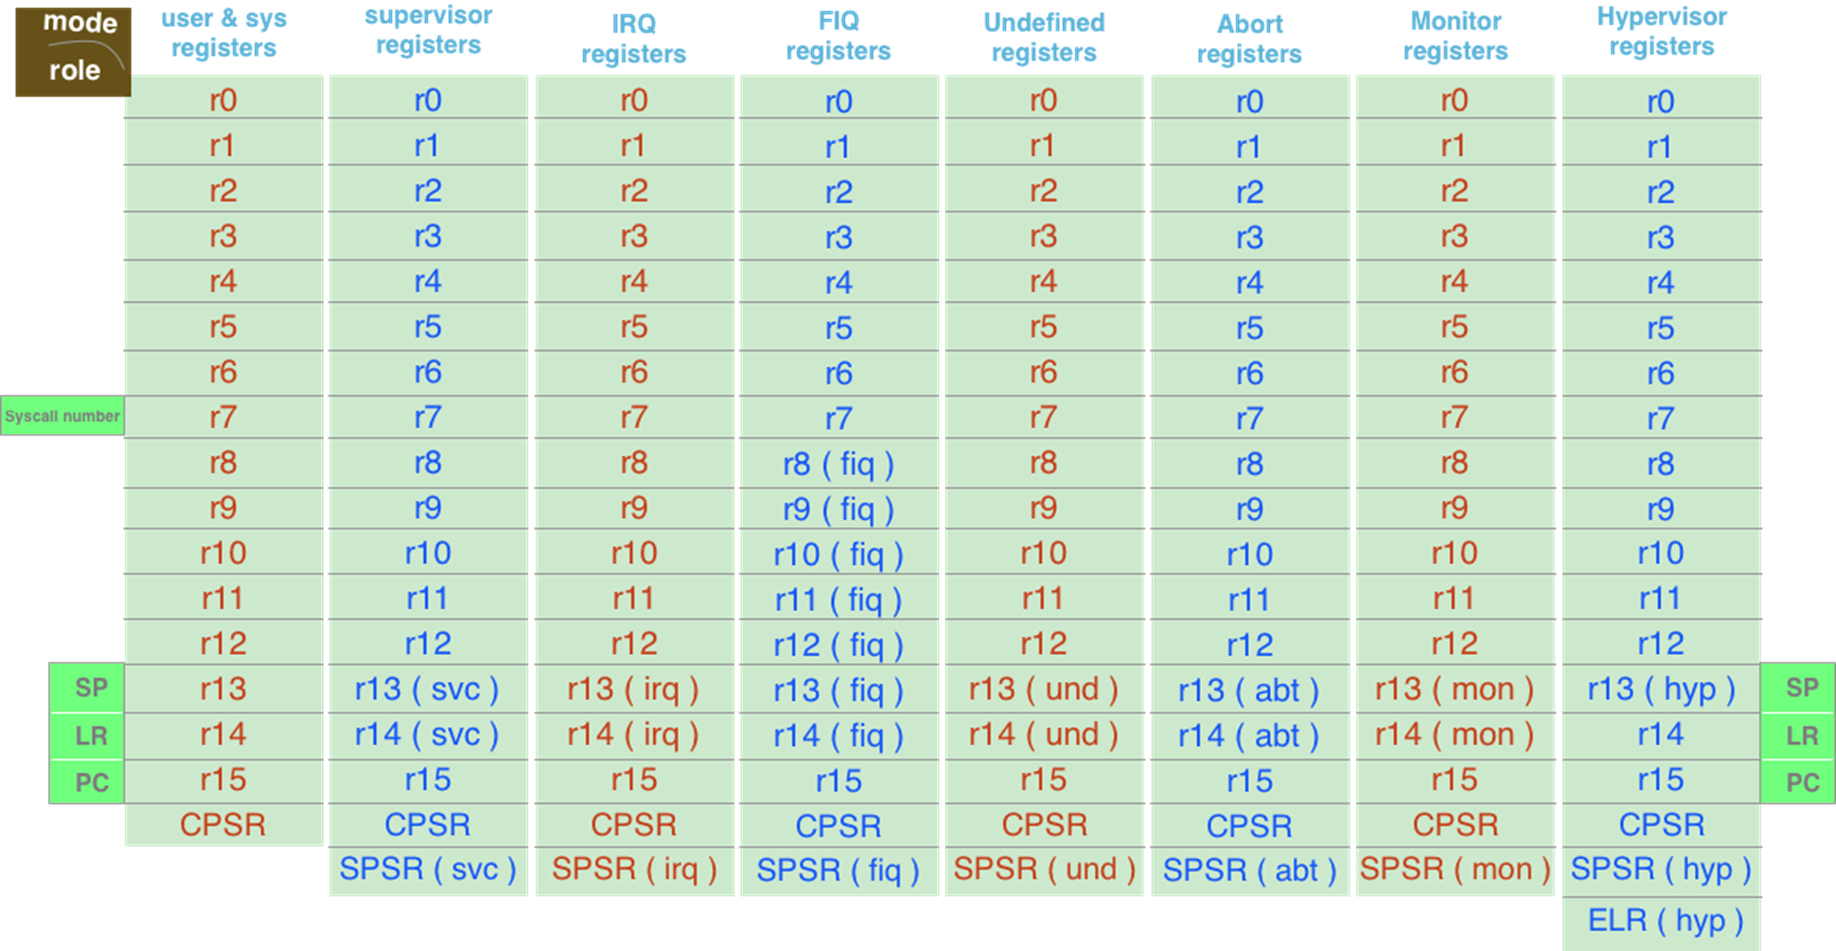 mode user & sys registers supervisor registers IRQ registers FIQ registers Undefined registers Abort registers Monitor registers Hypervisor registers
role
r0 r0 r0 r0 r0 r0 r0 r0
r1 r1 r1 r1 r1 r1 r1 r1
r2 r2 r2 r2 r2 r2 r2 r2
r3 r3 r3 r3 r3 r3 r3 r3
r4 r4 r4 r4 r4 r4 r4 r4
r5 r5 r5 r5 r5 r5 r5 r5
r6 r6 r6 r6 r6 r6 r6 r6
Syscall number r7 r7 r7 r7 r7 r7 r7 r7
r8 r8 r8 r8 ( fiq ) r8 r8 r8 r8
r9 r9 r9 r9 ( fiq ) r9 r9 r9 r9
r10 r10 r10 r10 ( fiq ) r10 r10 r10 r10
r11 r11 r11 r11 ( fiq ) r11 r11 r11 r11
r12 r12 r12 r12 ( fiq ) r12 r12 r12 r12
SP r13 r13 ( svc ) r13 ( irq ) r13 ( fiq ) r13 ( und ) r13 ( abt ) r13 ( mon ) r13 ( hyp ) SP
LR r14 r14 ( svc ) r14 ( irq ) r14 ( fiq ) r14 ( und ) r14 ( abt ) r14 ( mon ) r14 LR
PC r15 r15 r15 r15 r15 r15 r15 r15 PC
CPSR CPSR CPSR CPSR CPSR CPSR CPSR CPSR
SPSR ( svc ) SPSR ( irq ) SPSR ( fiq ) SPSR ( und ) SPSR ( abt ) SPSR ( mon ) SPSR ( hyp )
ELR ( hyp )